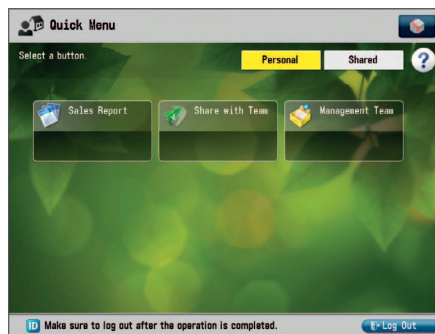 Quick Menu
Select a button.
Personal
Shared
?
Sales Report
Share with Team
Management Team
ID Make sure to log out after the operation is completed.
Log Out